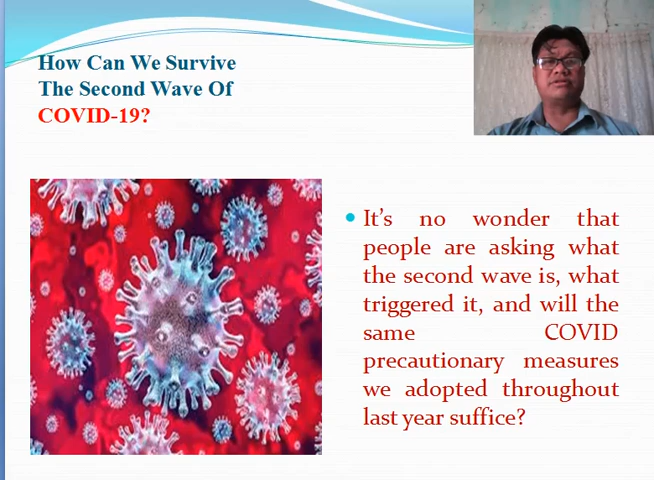 How Can We Survive
The Second Wave Of
COVID-19?
It's no wonder that
people are asking what
the second wave is, what
triggered it, and will the
same COVID
precautionary measures
we adopted throughout
last year suffice?